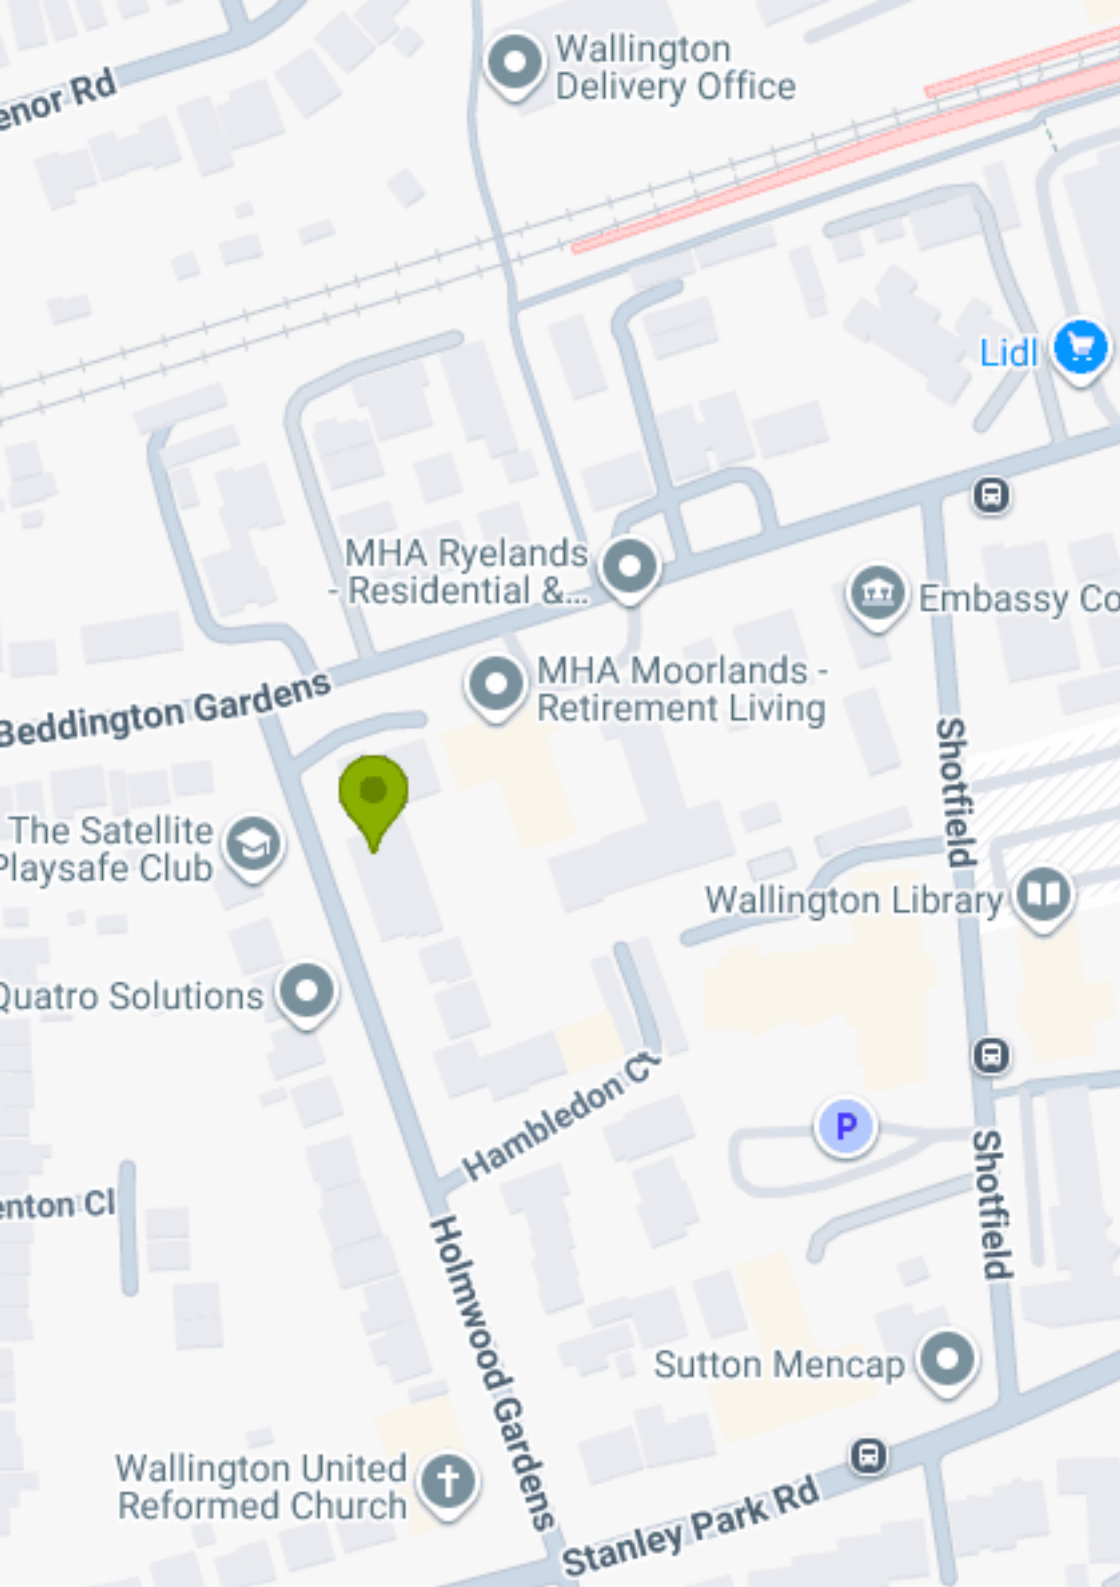 Wallington
Delivery Office
enor Rd
Lidl
MHA Ryelands
- Residential &...
Embassy Co
MHA Moorlands -
Retirement Living
Beddington Gardens
Shotfield
The Satellite
Playsafe Club
Wallington Library
Quatro Solutions
Hambledon Ct
P
Shotfield
enton Cl
Holmwood Gardens
Sutton Mencap
Wallington United
Reformed Church
Stanley Park Rd